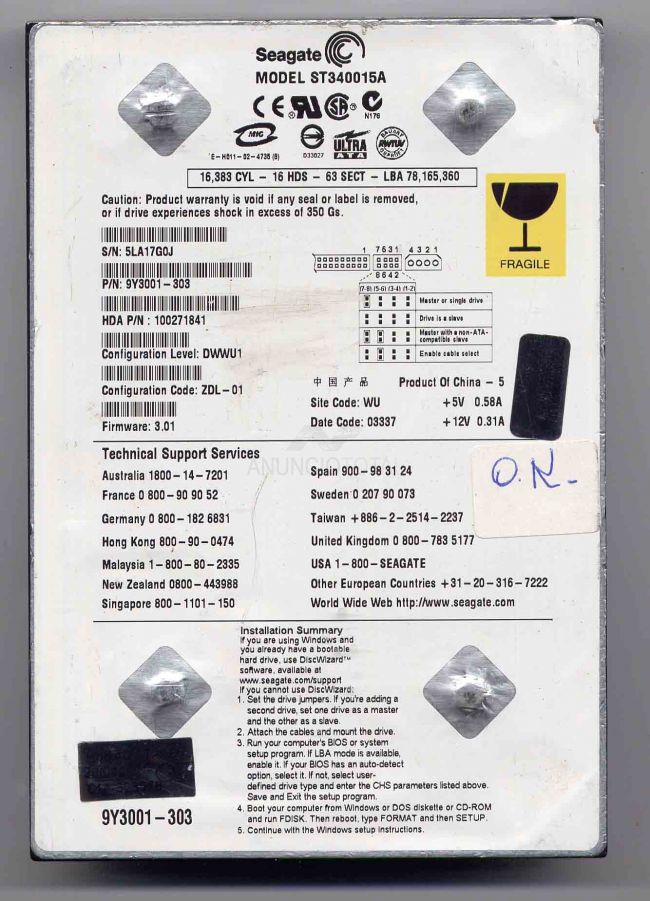 Seagate
MODEL ST340015A
N176
MIC
ULTRA
ATA
'E-H011-02-4735 (B)
D33027
16,383 CYL – 16 HDS – 63 SECT – LBA 78,165,360
Caution: Product warranty is void if any seal or label is removed,
or if drive experiences shock in excess of 350 Gs.
FRAGILE
S/N: 5LA17G0J
P/N: 9Y3001-303
HDA P/N : 100271841
Configuration Level: DWWU1
Configuration Code: ZDL-01
Firmware: 3.01
1 7631 4321
8642
(7-8) (5-6) (3-4) (1-2)
Master or single drive
Drive is a slave
Master with a non-ATA-
compatible slave
Enable cable select
中国产品 Product Of China – 5
Site Code: WU +5V 0.58A
Date Code: 03337 +12V 0.31A
O.K.
ANUNCIOTOTAL
Technical Support Services
Australia 1800-14-7201
France 0 800-90 90 52
Germany 0 800-182 6831
Hong Kong 800-90-0474
Malaysia 1-800-80-2335
New Zealand 0800-443988
Singapore 800-1101-150
Spain 900-98 31 24
Sweden 0 207 90 073
Taiwan +886-2-2514-2237
United Kingdom 0 800-783 5177
USA 1-800-SEAGATE
Other European Countries +31-20-316-7222
World Wide Web http://www.seagate.com
Installation Summary
If you are using Windows and
you already have a bootable
hard drive, use DiscWizard™
software, available at
www.seagate.com/support
If you cannot use DiscWizard:
1. Set the drive jumpers. If you're adding a
second drive, set one drive as a master
and the other as a slave.
2. Attach the cables and mount the drive.
3. Run your computer's BIOS or system
setup program. If LBA mode is available,
enable it. If your BIOS has an auto-detect
option, select it. If not, select user-
defined drive type and enter the CHS parameters listed above.
Save and Exit the setup program.
4. Boot your computer from Windows or DOS diskette or CD-ROM
and run FDISK. Then reboot, type FORMAT and then SETUP.
5. Continue with the Windows setup instructions.
9Y3001-303